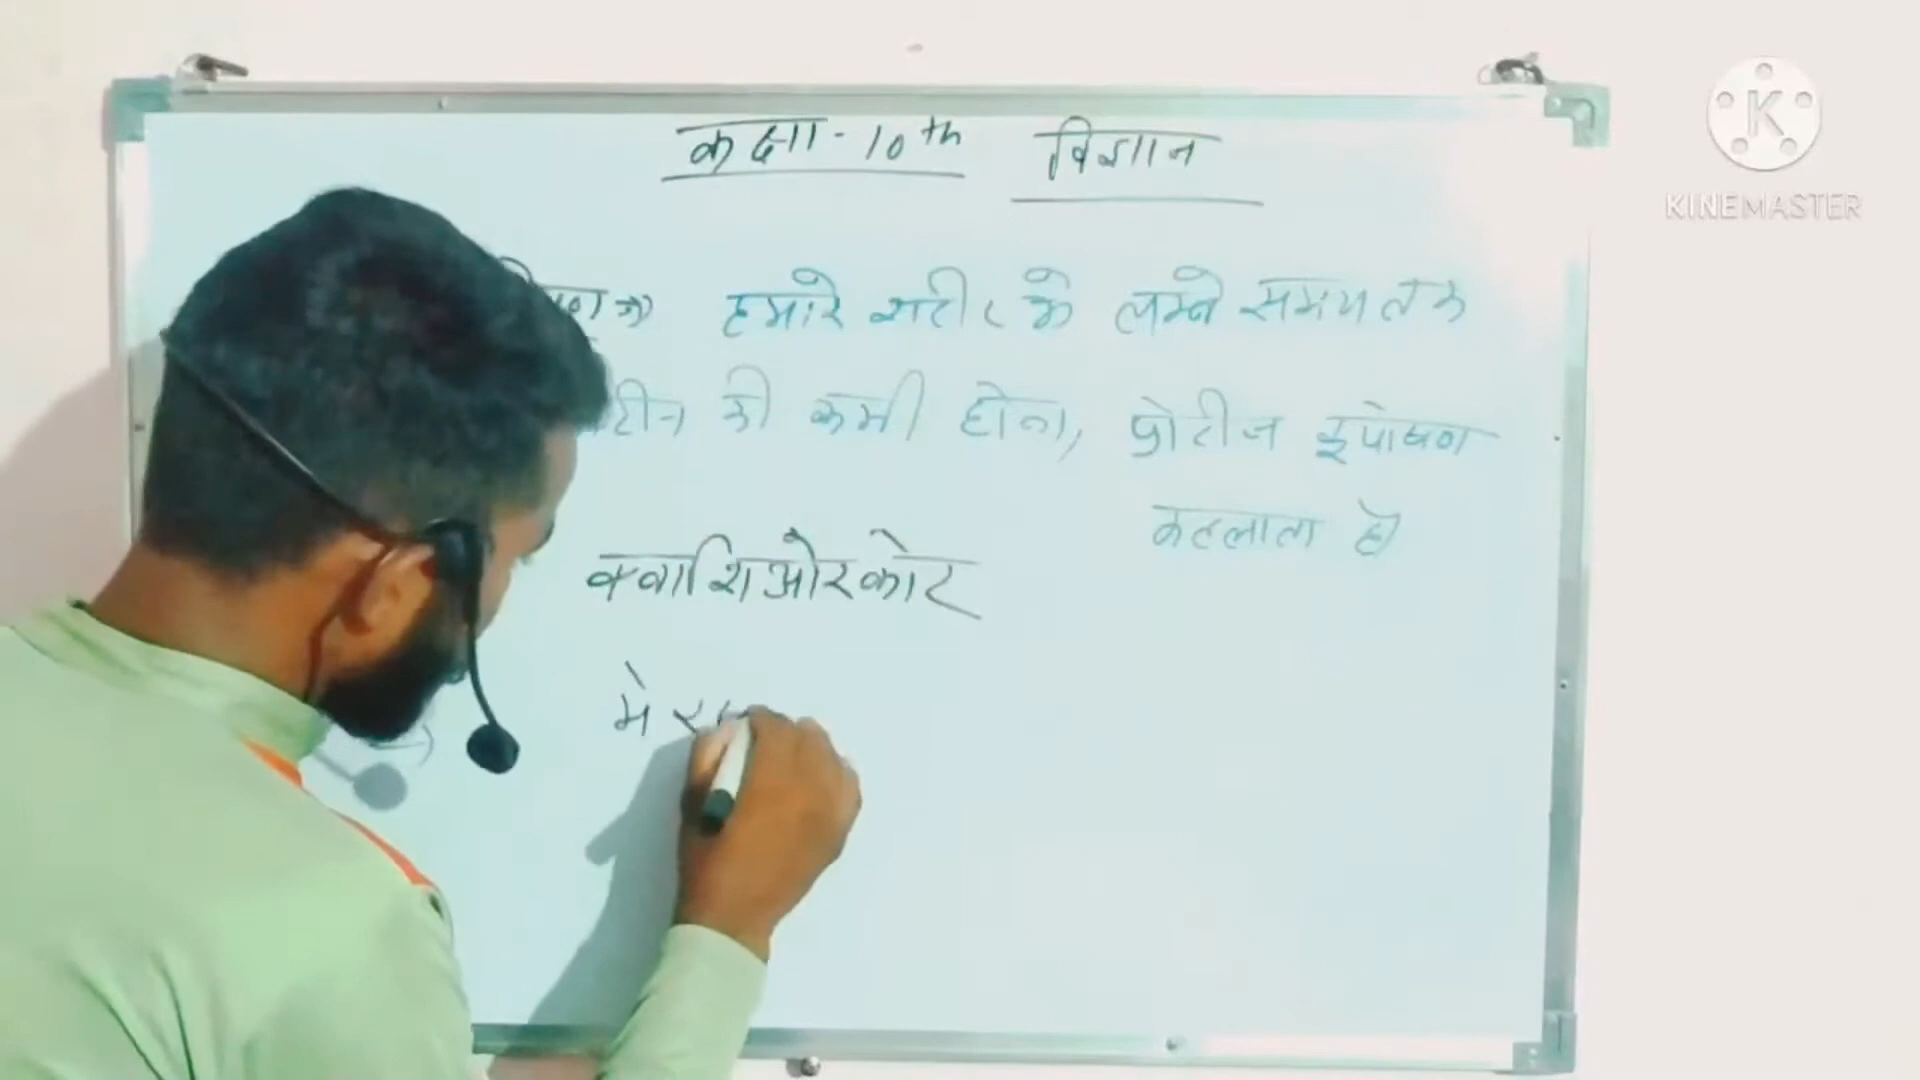 कक्षा - 10th विज्ञान
हमारे शरीर के लम्बे समय तक
की कमी होना, प्रोटीन कुपोषण
कहलाता है
क्वाशिओरकोर
मे
KINEMASTER